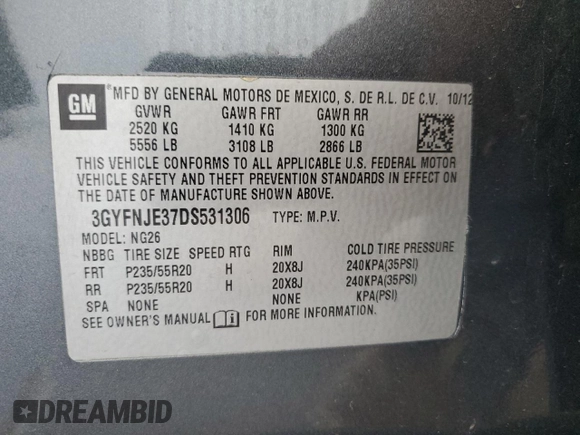 GM
MFD BY GENERAL MOTORS DE MEXICO, S. DE R.L. DE C.V. 10/12
GVWR GAWR FRT GAWR RR
2520 KG 1410 KG 1300 KG
5556 LB 3108 LB 2866 LB
THIS VEHICLE CONFORMS TO ALL APPLICABLE U.S. FEDERAL MOTOR
VEHICLE SAFETY AND THEFT PREVENTION STANDARDS IN EFFECT ON
THE DATE OF MANUFACTURE SHOWN ABOVE.
3GYFNJE37DS531306 TYPE: M.P.V.
MODEL: NG26
NBBG TIRE SIZE SPEED RTG RIM COLD TIRE PRESSURE
FRT P235/55R20 H 20X8J 240KPA(35PSI)
RR P235/55R20 H 20X8J 240KPA(35PSI)
SPA NONE NONE KPA(PSI)
SEE OWNER'S MANUAL FOR MORE INFORMATION.
DREAMBID